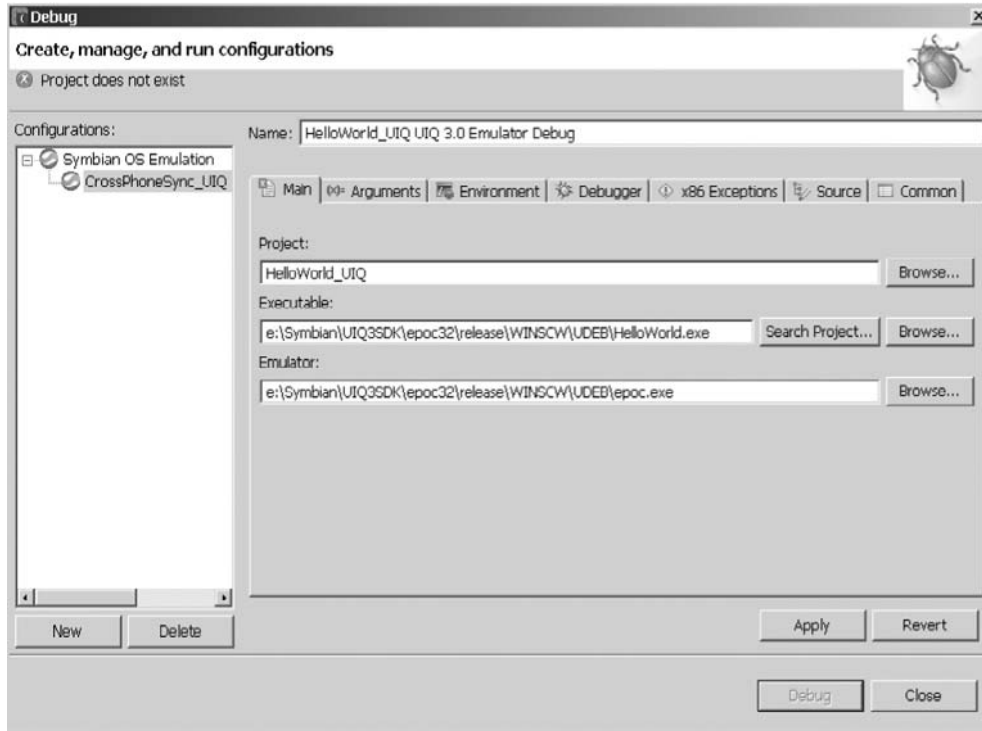 Debug
Create, manage, and run configurations
Project does not exist
Configurations:
Name: HelloWorld_UIQ UIQ 3.0 Emulator Debug
Symbian OS Emulation
CrossPhoneSync_UIQ
Main Arguments Environment Debugger x86 Exceptions Source Common
Project:
HelloWorld_UIQ Browse...
Executable:
e:\Symbian\UIQ3SDK\epoc32\release\WINSCW\UDEB\HelloWorld.exe Search Project... Browse...
Emulator:
e:\Symbian\UIQ3SDK\epoc32\release\WINSCW\UDEB\epoc.exe Browse...
New Delete
Apply Revert
Debug Close